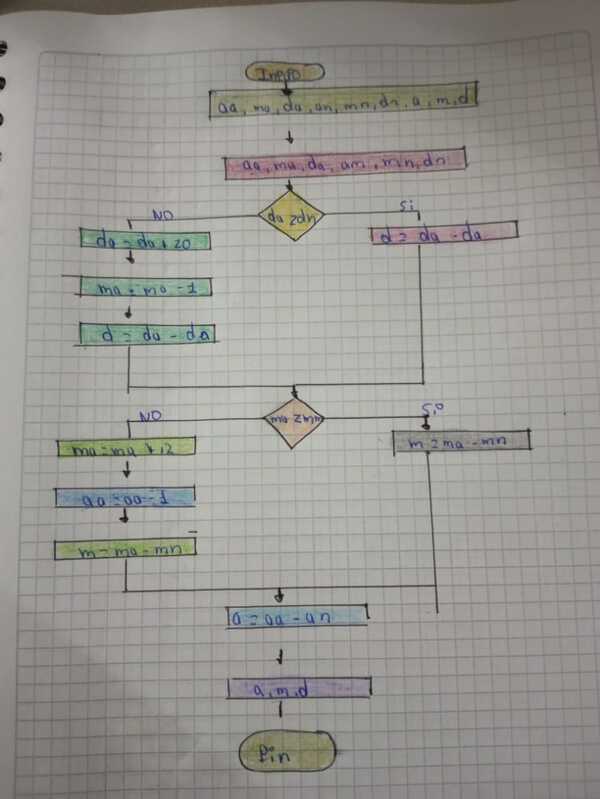 Inicio
aa, ma, da, an, mn, dn, a, m, d
aa, ma, da, an, mn, dn
NO
da ≥ dn
Si
da = da + 20
d = da - da
ma = ma - 1
d = da - da
NO
ma ≥ mn
Si
ma = ma + 12
m = ma - mn
aa = aa - 1
m = ma - mn
a = aa - an
a, m, d
Fin